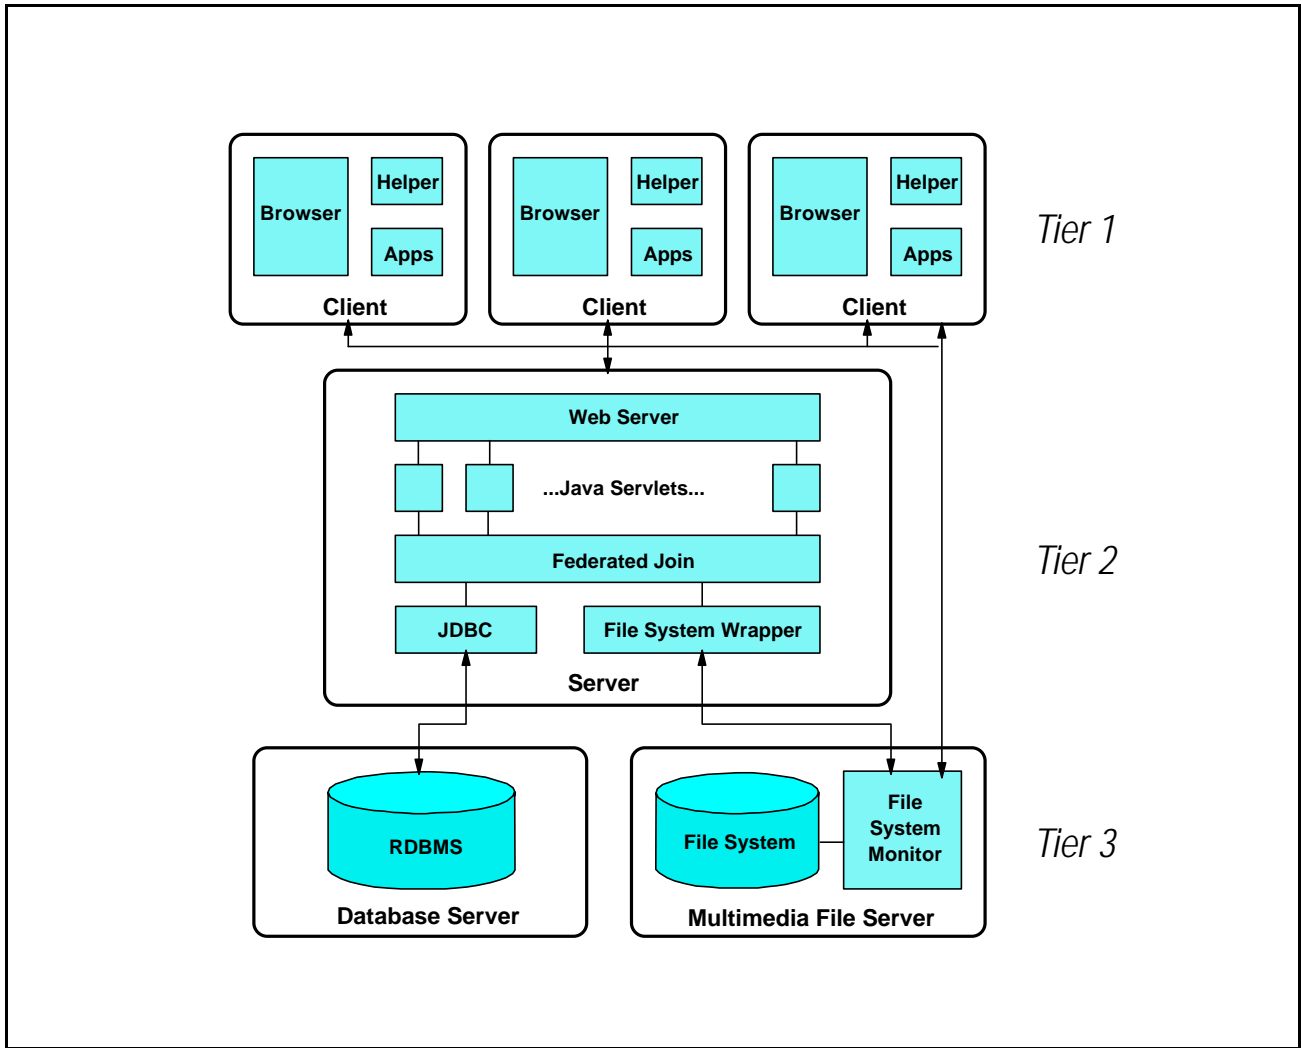 Browser
Helper
Apps
Client
Browser
Helper
Apps
Client
Browser
Helper
Apps
Client
Tier 1
Web Server
...Java Servlets...
Federated Join
JDBC
File System Wrapper
Server
Tier 2
RDBMS
Database Server
File System
File
System
Monitor
Multimedia File Server
Tier 3